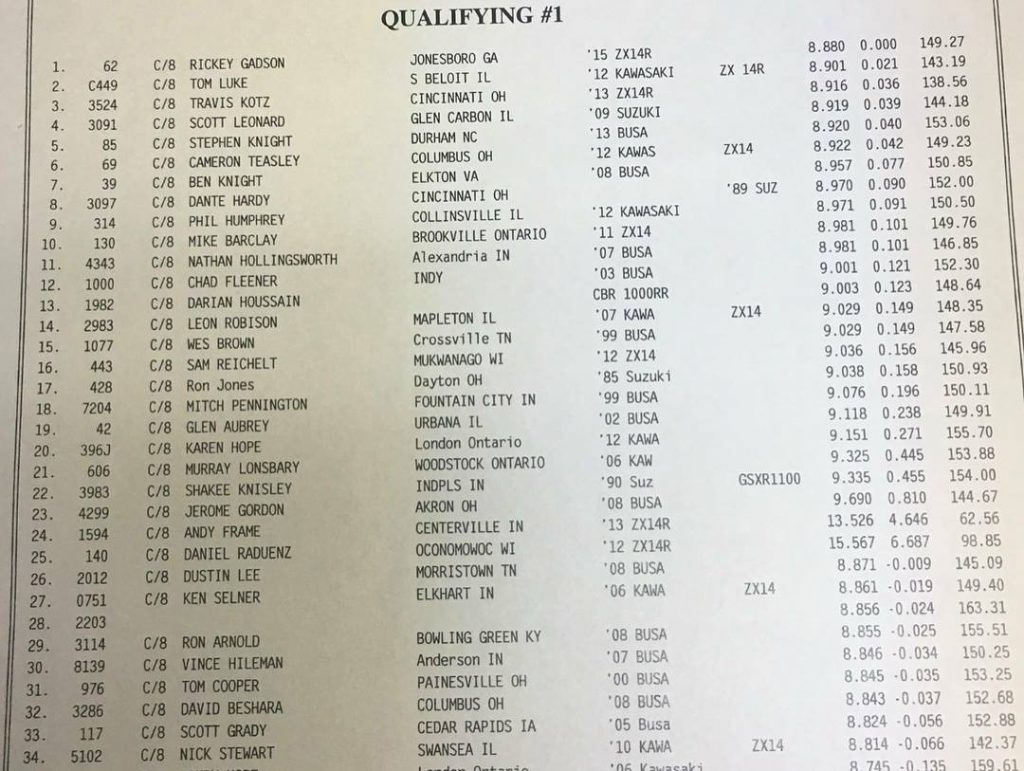 QUALIFYING #1
1. 62 C/8 RICKEY GADSON JONESBORO GA '15 ZX14R 8.880 0.000 149.27
2. C449 C/8 TOM LUKE S BELOIT IL '12 KAWASAKI ZX 14R 8.901 0.021 143.19
3. 3524 C/8 TRAVIS KOTZ CINCINNATI OH '13 ZX14R 8.916 0.036 138.56
4. 3091 C/8 SCOTT LEONARD GLEN CARBON IL '09 SUZUKI 8.919 0.039 144.18
5. 85 C/8 STEPHEN KNIGHT DURHAM NC '13 BUSA 8.920 0.040 153.06
6. 69 C/8 CAMERON TEASLEY COLUMBUS OH '12 KAWAS ZX14 8.922 0.042 149.23
7. 39 C/8 BEN KNIGHT ELKTON VA '08 BUSA 8.957 0.077 150.85
8. 3097 C/8 DANTE HARDY CINCINNATI OH '89 SUZ 8.970 0.090 152.00
9. 314 C/8 PHIL HUMPHREY COLLINSVILLE IL '12 KAWASAKI 8.971 0.091 150.50
10. 130 C/8 MIKE BARCLAY BROOKVILLE ONTARIO '11 ZX14 8.981 0.101 149.76
11. 4343 C/8 NATHAN HOLLINGSWORTH Alexandria IN '07 BUSA 8.981 0.101 146.85
12. 1000 C/8 CHAD FLEENER INDY '03 BUSA 9.001 0.121 152.30
13. 1982 C/8 DARIAN HOUSSAIN CBR 1000RR 9.003 0.123 148.64
14. 2983 C/8 LEON ROBISON MAPLETON IL '07 KAWA ZX14 9.029 0.149 148.35
15. 1077 C/8 WES BROWN Crossville TN '99 BUSA 9.029 0.149 147.58
16. 443 C/8 SAM REICHELT MUKWANAGO WI '12 ZX14 9.036 0.156 145.96
17. 428 C/8 Ron Jones Dayton OH '85 Suzuki 9.038 0.158 150.93
18. 7204 C/8 MITCH PENNINGTON FOUNTAIN CITY IN '99 BUSA 9.076 0.196 150.11
19. 42 C/8 GLEN AUBREY URBANA IL '02 BUSA 9.118 0.238 149.91
20. 396J C/8 KAREN HOPE London Ontario '12 KAWA 9.151 0.271 155.70
21. 606 C/8 MURRAY LONSBARY WOODSTOCK ONTARIO '06 KAW 9.325 0.445 153.88
22. 3983 C/8 SHAKEE KNISLEY INDPLS IN '90 Suz GSXR1100 9.335 0.455 154.00
23. 4299 C/8 JEROME GORDON AKRON OH '08 BUSA 9.690 0.810 144.67
24. 1594 C/8 ANDY FRAME CENTERVILLE IN '13 ZX14R 13.526 4.646 62.56
25. 140 C/8 DANIEL RADUENZ OCONOMOWOC WI '12 ZX14R 15.567 6.687 98.85
26. 2012 C/8 DUSTIN LEE MORRISTOWN TN '08 BUSA 8.871 -0.009 145.09
27. 0751 C/8 KEN SELNER ELKHART IN '06 KAWA ZX14 8.861 -0.019 149.40
28. 2203 8.856 -0.024 163.31
29. 3114 C/8 RON ARNOLD BOWLING GREEN KY '08 BUSA 8.855 -0.025 155.51
30. 8139 C/8 VINCE HILEMAN Anderson IN '07 BUSA 8.846 -0.034 150.25
31. 976 C/8 TOM COOPER PAINESVILLE OH '00 BUSA 8.845 -0.035 153.25
32. 3286 C/8 DAVID BESHARA COLUMBUS OH '08 BUSA 8.843 -0.037 152.68
33. 117 C/8 SCOTT GRADY CEDAR RAPIDS IA '05 Busa 8.824 -0.056 152.88
34. 5102 C/8 NICK STEWART SWANSEA IL '10 KAWA ZX14 8.814 -0.066 142.37
London Ontario '06 Kawasaki 8.745 -0.135 159.61